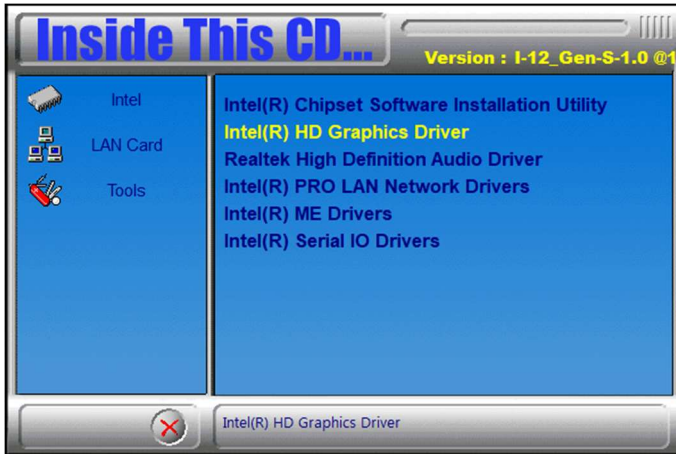 Inside This CD...
Version : I-12_Gen-S-1.0 @1
Intel
LAN Card
Tools
Intel(R) Chipset Software Installation Utility
Intel(R) HD Graphics Driver
Realtek High Definition Audio Driver
Intel(R) PRO LAN Network Drivers
Intel(R) ME Drivers
Intel(R) Serial IO Drivers
Intel(R) HD Graphics Driver